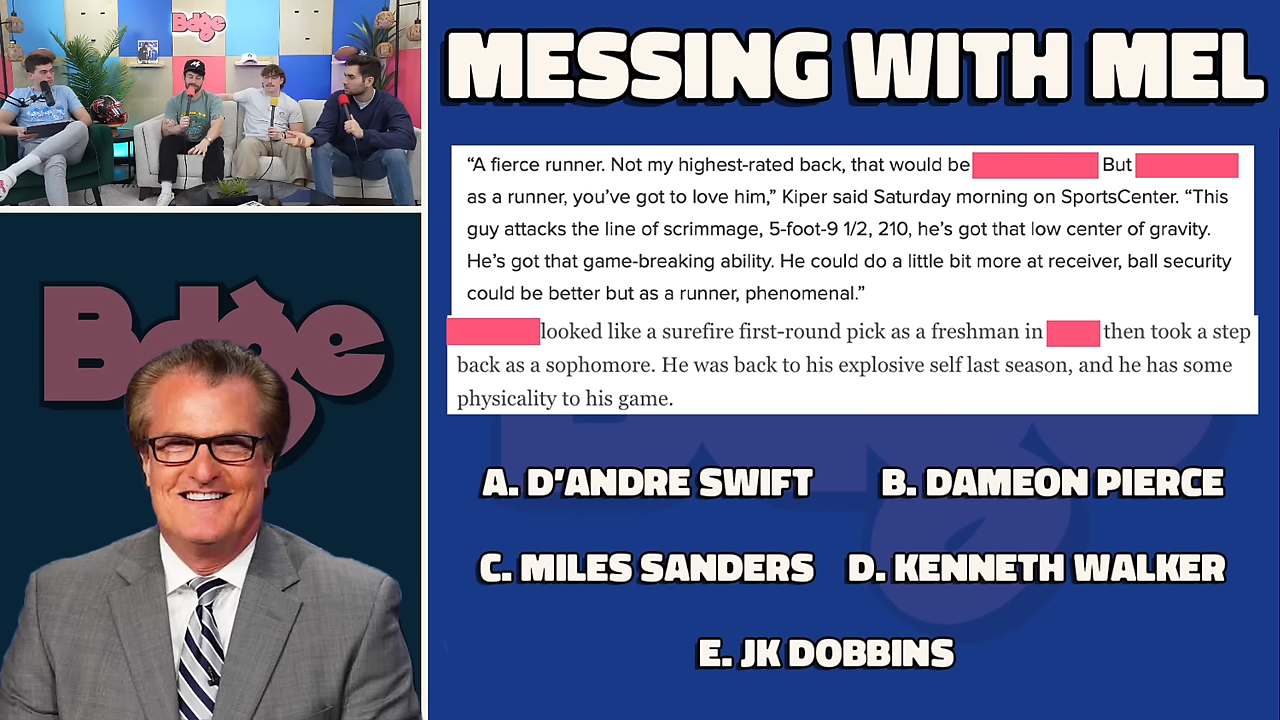 Bdge
MESSING WITH MEL
“A fierce runner. Not my highest-rated back, that would be But
as a runner, you’ve got to love him,” Kiper said Saturday morning on SportsCenter. “This
guy attacks the line of scrimmage, 5-foot-9 1/2, 210, he’s got that low center of gravity.
He’s got that game-breaking ability. He could do a little bit more at receiver, ball security
could be better but as a runner, phenomenal.”
looked like a surefire first-round pick as a freshman in then took a step
back as a sophomore. He was back to his explosive self last season, and he has some
physicality to his game.
Bdge
A. D’ANDRE SWIFT
B. DAMEON PIERCE
C. MILES SANDERS
D. KENNETH WALKER
E. JK DOBBINS